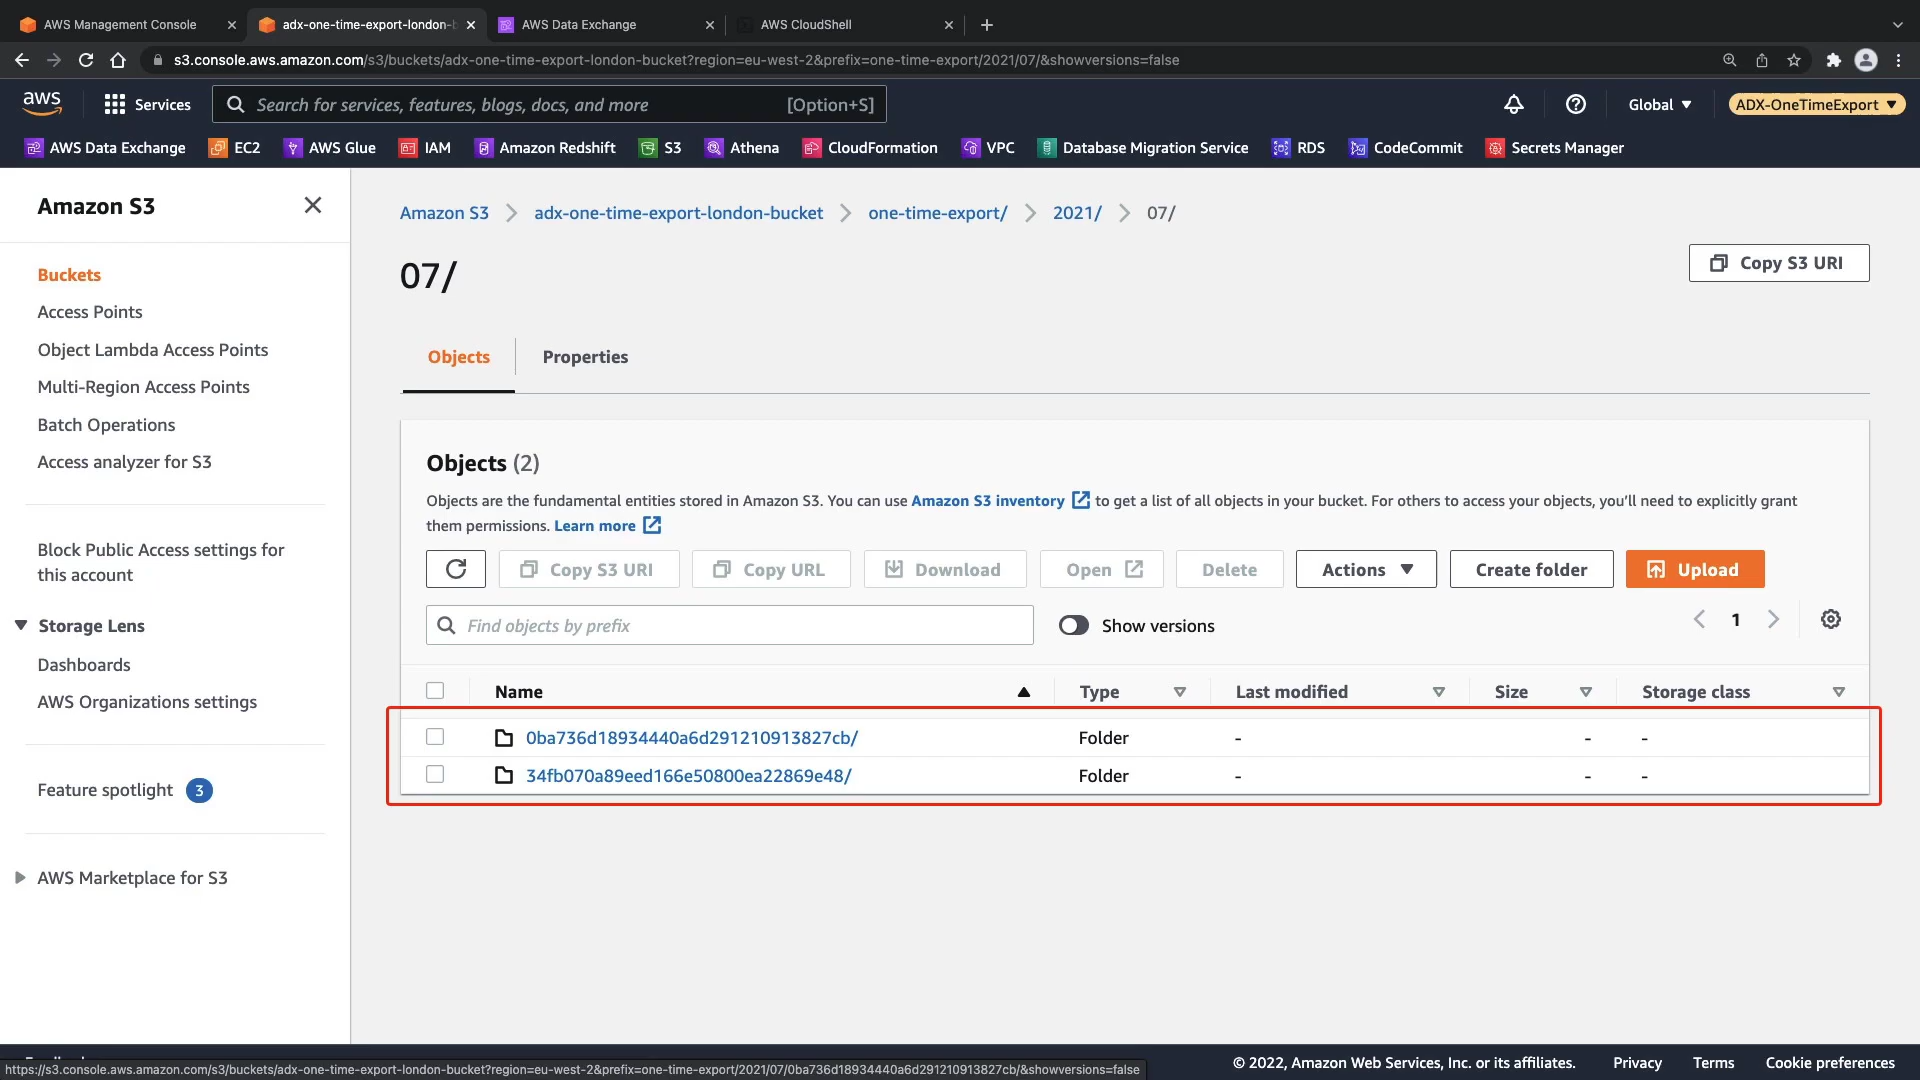 AWS Management Console
adx-one-time-export-london-b
AWS Data Exchange
AWS CloudShell
s3.console.aws.amazon.com/s3/buckets/adx-one-time-export-london-bucket?region=eu-west-2&prefix=one-time-export/2021/07/&showversions=false
aws
Services
Search for services, features, blogs, docs, and more
[Option+S]
Global
ADX-OneTimeExport
AWS Data Exchange
EC2
AWS Glue
IAM
Amazon Redshift
S3
Athena
CloudFormation
VPC
Database Migration Service
RDS
CodeCommit
Secrets Manager
Amazon S3
Buckets
Access Points
Object Lambda Access Points
Multi-Region Access Points
Batch Operations
Access analyzer for S3
Block Public Access settings for
this account
Storage Lens
Dashboards
AWS Organizations settings
Feature spotlight 3
AWS Marketplace for S3
Amazon S3 > adx-one-time-export-london-bucket > one-time-export/ > 2021/ > 07/
07/
Copy S3 URI
Objects
Properties
Objects (2)
Objects are the fundamental entities stored in Amazon S3. You can use Amazon S3 inventory to get a list of all objects in your bucket. For others to access your objects, you'll need to explicitly grant
them permissions. Learn more
Copy S3 URI
Copy URL
Download
Open
Delete
Actions
Create folder
Upload
Find objects by prefix
Show versions
1
Name Type Last modified Size Storage class
0ba736d18934440a6d291210913827cb/ Folder - - -
34fb070a89eed166e50800ea22869e48/ Folder - - -
© 2022, Amazon Web Services, Inc. or its affiliates.
Privacy
Terms
Cookie preferences
https://s3.console.aws.amazon.com/s3/buckets/adx-one-time-export-london-bucket?region=eu-west-2&prefix=one-time-export/2021/07/0ba736d18934440a6d291210913827cb/&showversions=false